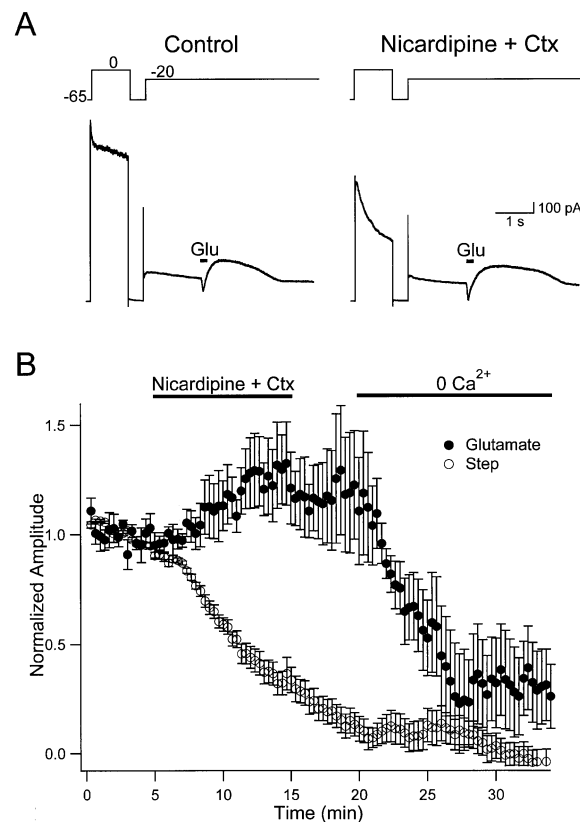 A
Control
Nicardipine + Ctx
0
-20
-65
Glu
Glu
100 pA
1 s
B
Nicardipine + Ctx
0 Ca2+
Glutamate
Step
1.5
1.0
0.5
0.0
Normalized Amplitude
0
5
10
15
20
25
30
Time (min)